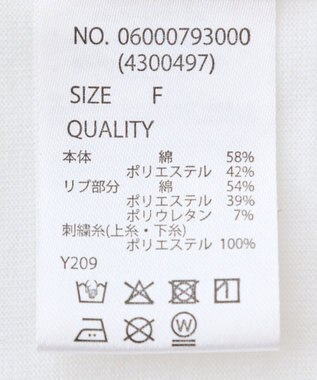 NO. 06000793000
(4300497)
SIZE F
QUALITY
本体 綿 58%
ポリエステル 42%
リブ部分 綿 54%
ポリエステル 39%
ポリウレタン 7%
刺繍糸(上糸・下糸)
ポリエステル 100%
Y209
W